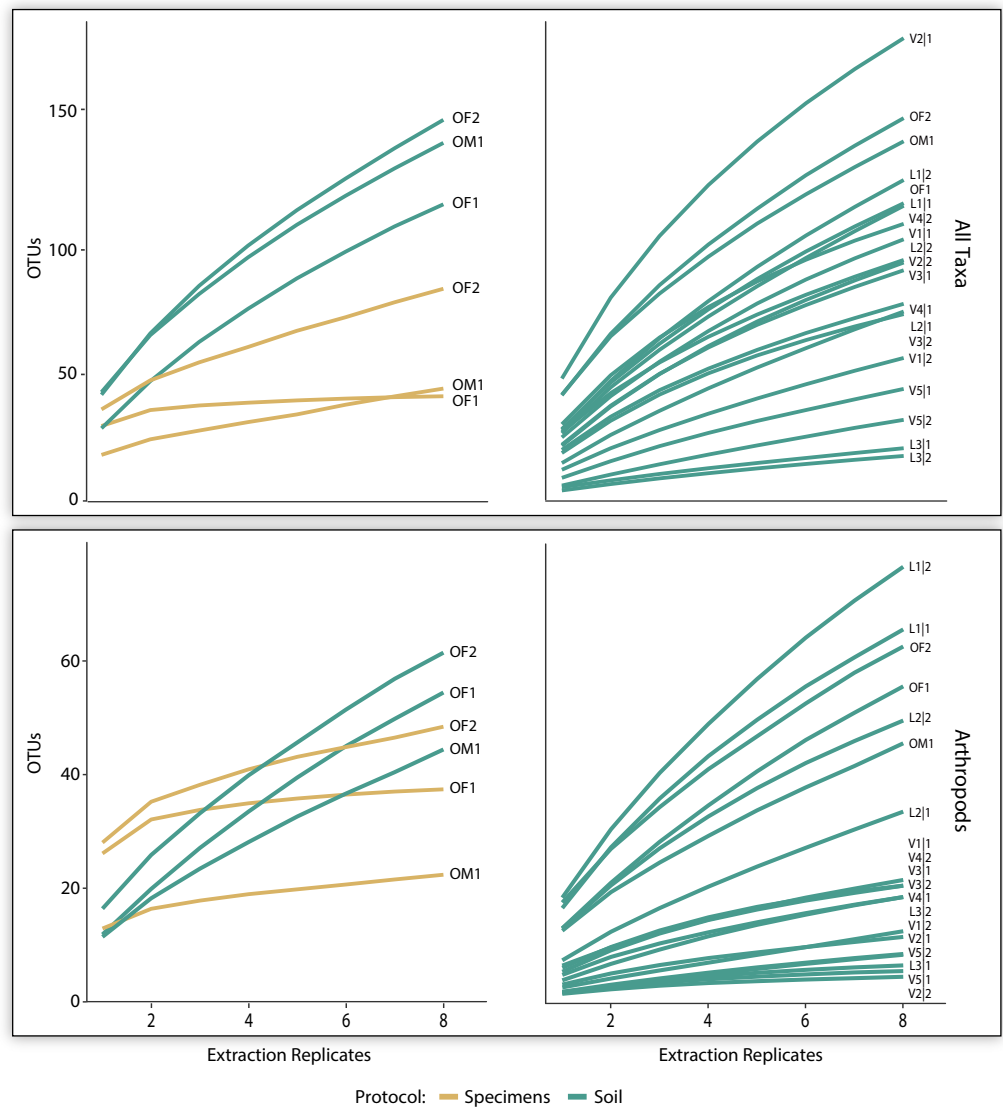 150
100
50
0
OTUs
OF2
OM1
OF1
OF2
OM1
OF1
V2|1
OF2
OM1
L1|2
OF1
L1|1
V4|2
V1|1
L2|2
V2|2
V3|1
V4|1
L2|1
V3|2
V1|2
V5|1
V5|2
L3|1
L3|2
All Taxa
60
40
20
0
OTUs
OF2
OF1
OF2
OM1
OF1
OM1
2 4 6 8
Extraction Replicates
L1|2
L1|1
OF2
OF1
L2|2
OM1
L2|1
V1|1
V4|2
V3|1
V3|2
V4|1
L3|2
V1|2
V2|1
V5|2
L3|1
V5|1
V2|2
Arthropods
2 4 6 8
Extraction Replicates
Protocol: Specimens Soil